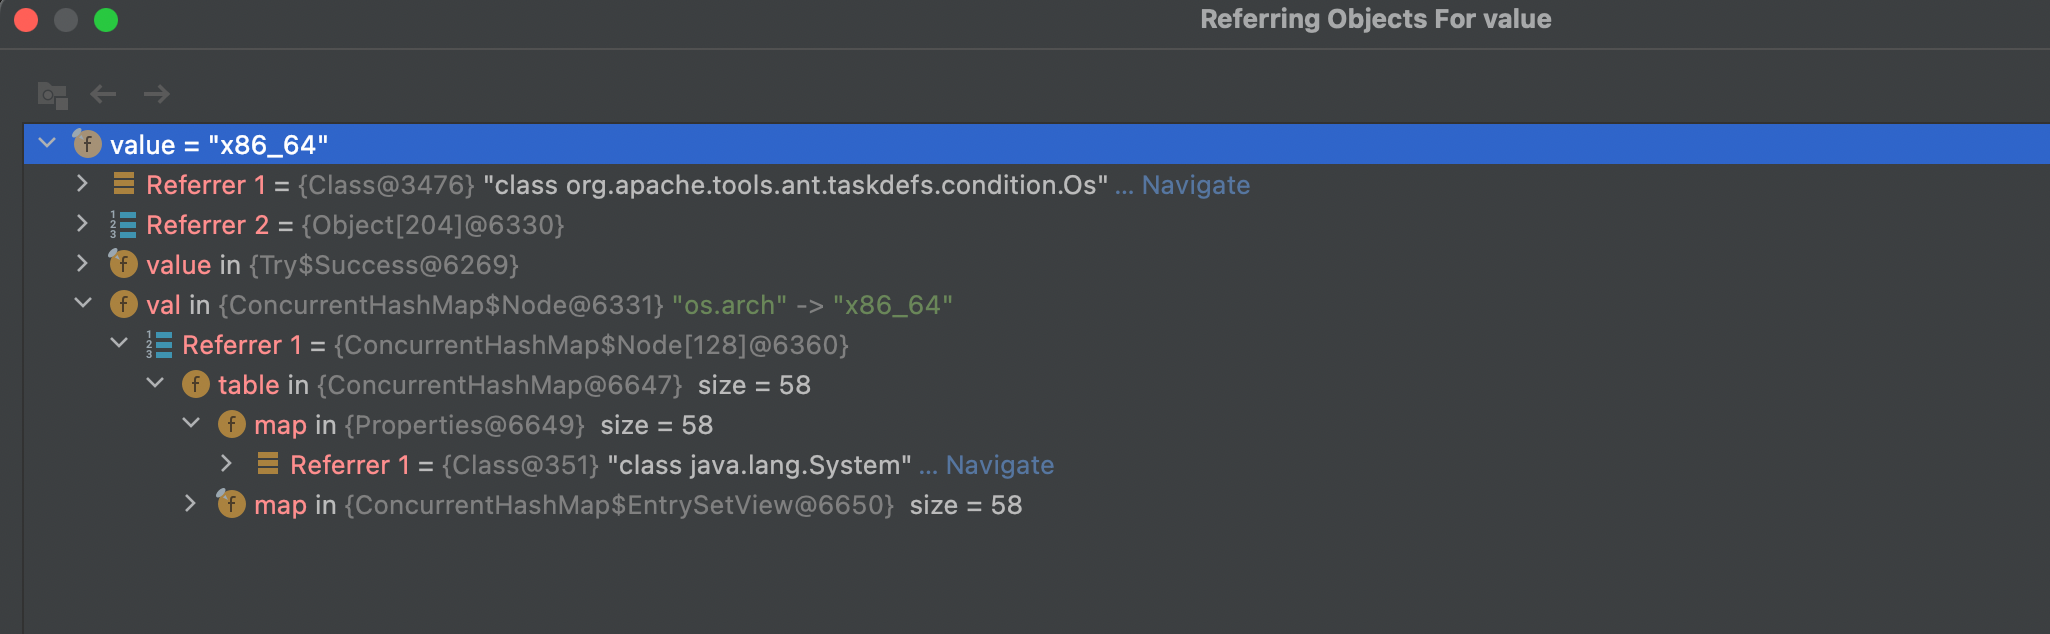 Referring Objects For value
value = "x86_64"
Referrer 1 = {Class@3476} "class org.apache.tools.ant.taskdefs.condition.Os" ... Navigate
Referrer 2 = {Object[204]@6330}
value in {Try$Success@6269}
val in {ConcurrentHashMap$Node@6331} "os.arch" -> "x86_64"
Referrer 1 = {ConcurrentHashMap$Node[128]@6360}
table in {ConcurrentHashMap@6647} size = 58
map in {Properties@6649} size = 58
Referrer 1 = {Class@351} "class java.lang.System" ... Navigate
map in {ConcurrentHashMap$EntrySetView@6650} size = 58